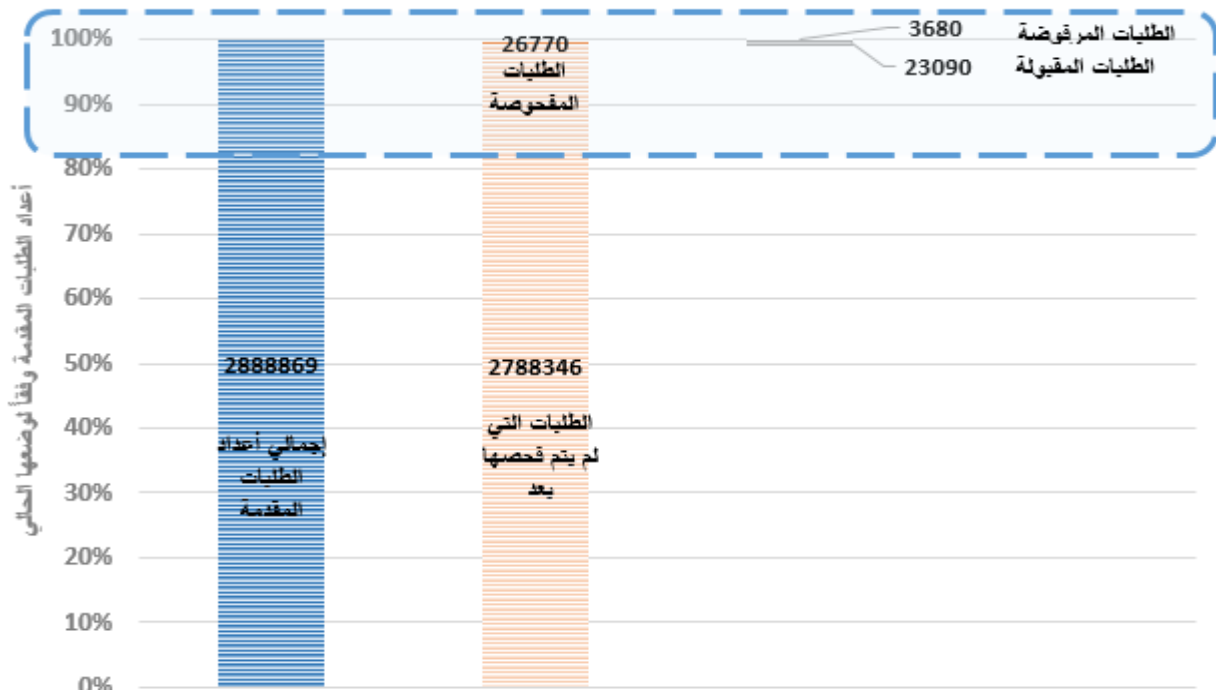 100%
90%
80%
70%
60%
50%
40%
30%
20%
10%
0%
أعداد الطلبات المقدمة وفقاً لوضعها الحالي
2888869
إجمالي أعداد
الطلبات
المقدمة
26770
الطلبات
المفحوصة
2788346
الطلبات التي
لم يتم فحصها
بعد
3680 الطلبات المرفوضة
23090 الطلبات المقبولة